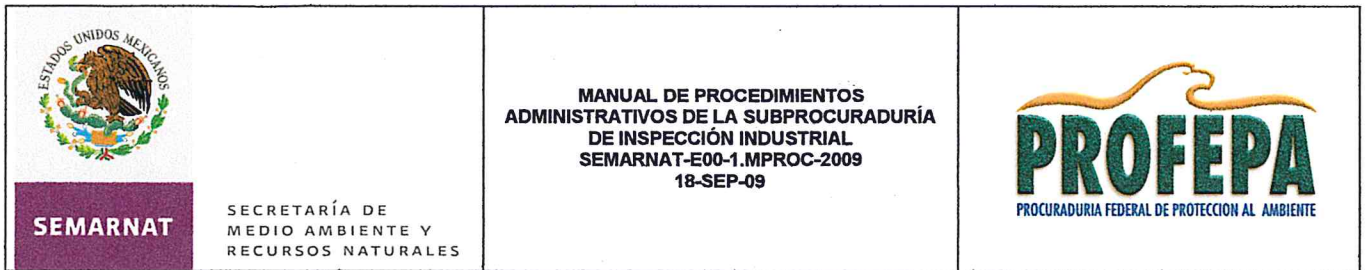 ESTADOS UNIDOS MEXICANOS
SEMARNAT
SECRETARÍA DE
MEDIO AMBIENTE Y
RECURSOS NATURALES
MANUAL DE PROCEDIMIENTOS
ADMINISTRATIVOS DE LA SUBPROCURADURÍA
DE INSPECCIÓN INDUSTRIAL
SEMARNAT-E00-1.MPROC-2009
18-SEP-09
PROFEPA
PROCURADURIA FEDERAL DE PROTECCION AL AMBIENTE